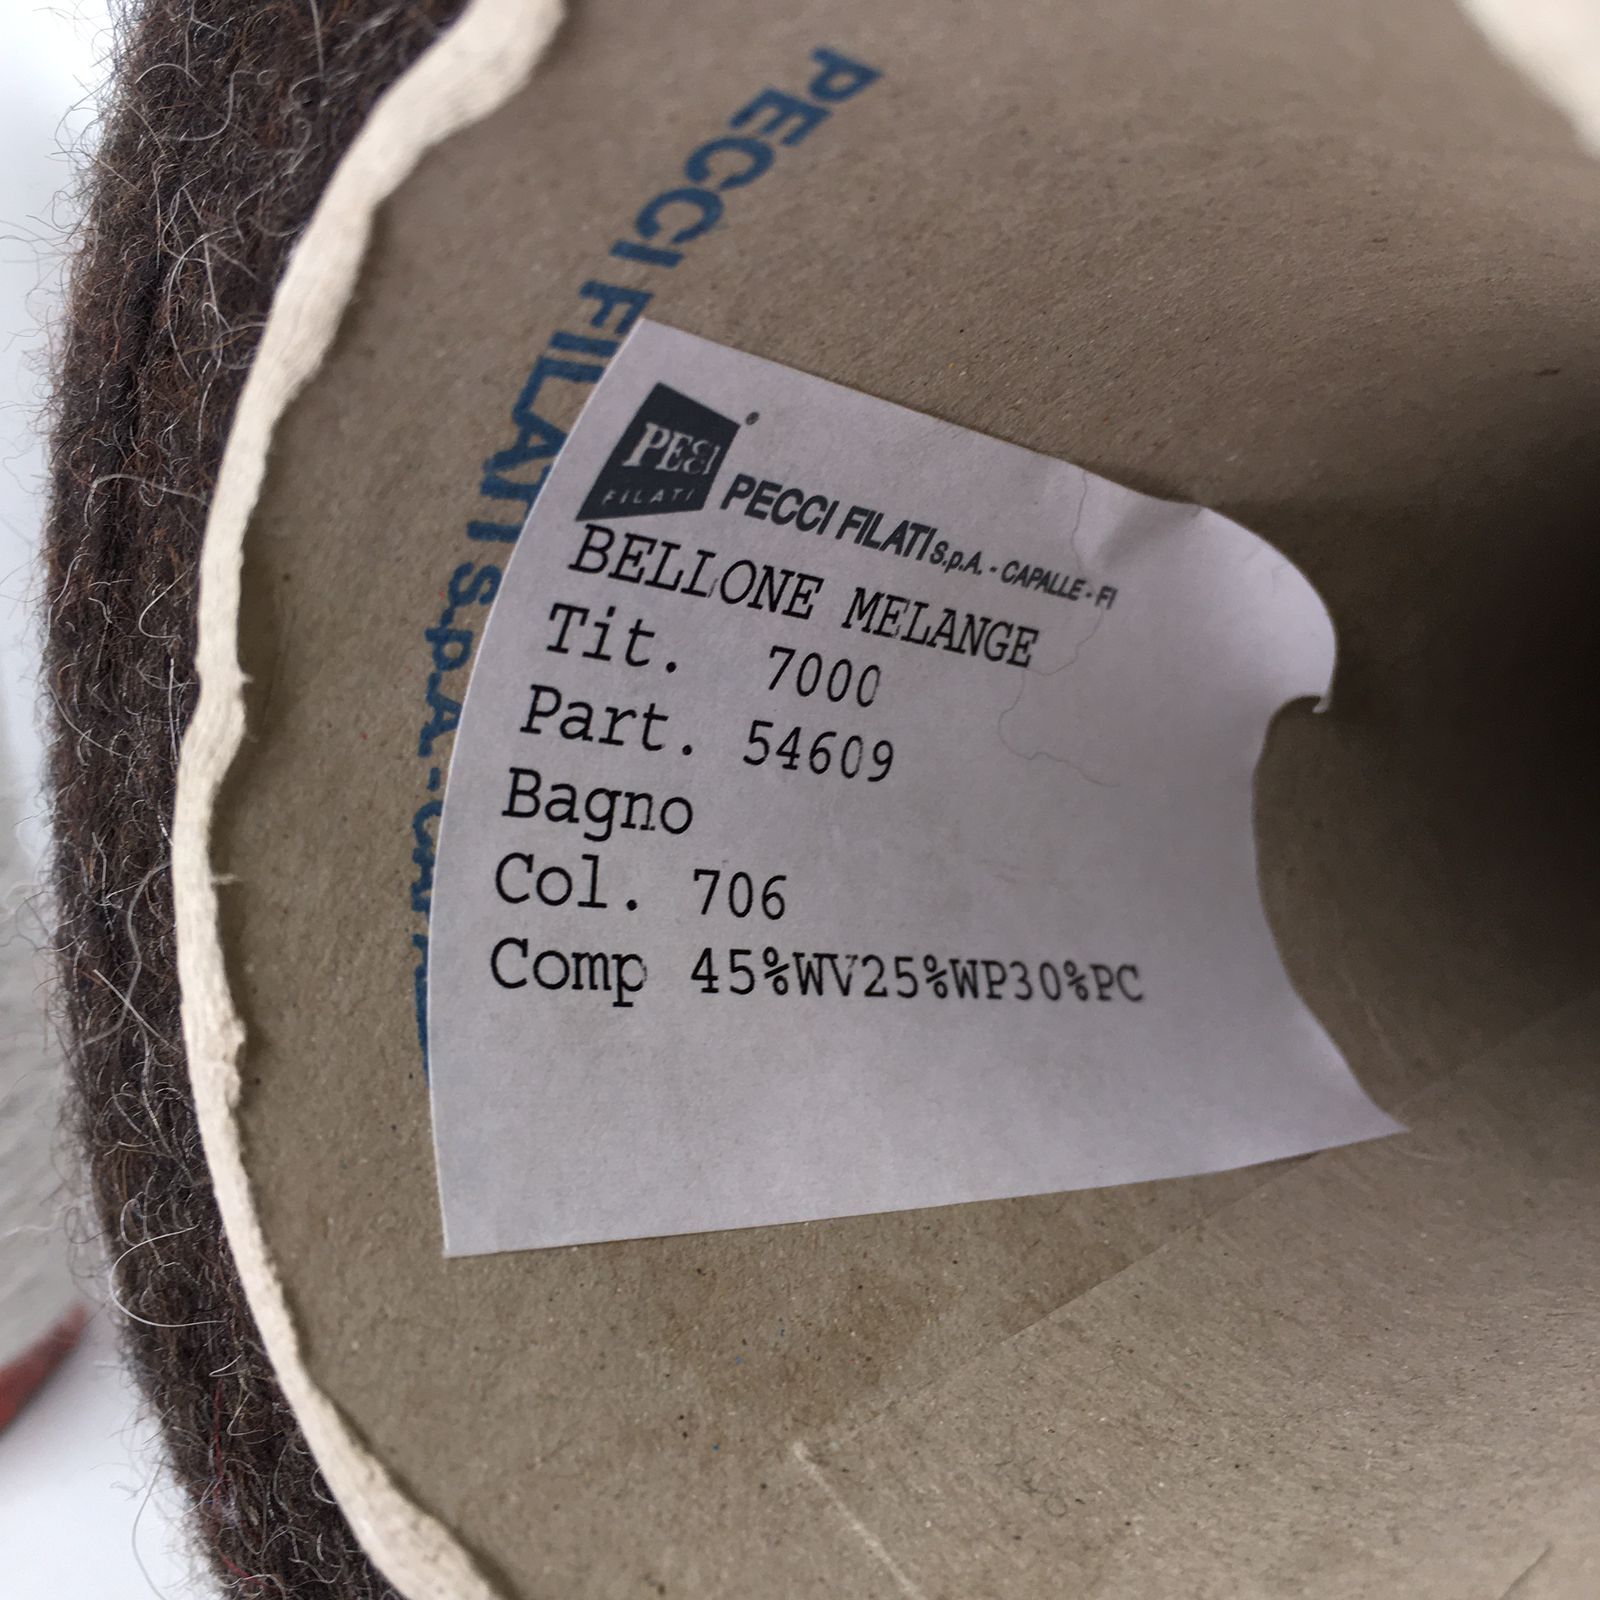 PECCI FILATI S.p.A. - CAP
PECCI
FILATI
®
PECCI FILATI S.p.A. - CAPALLE - FI
BELLONE MELANGE
Tit. 7000
Part. 54609
Bagno
Col. 706
Comp 45%WV25%WP30%PC